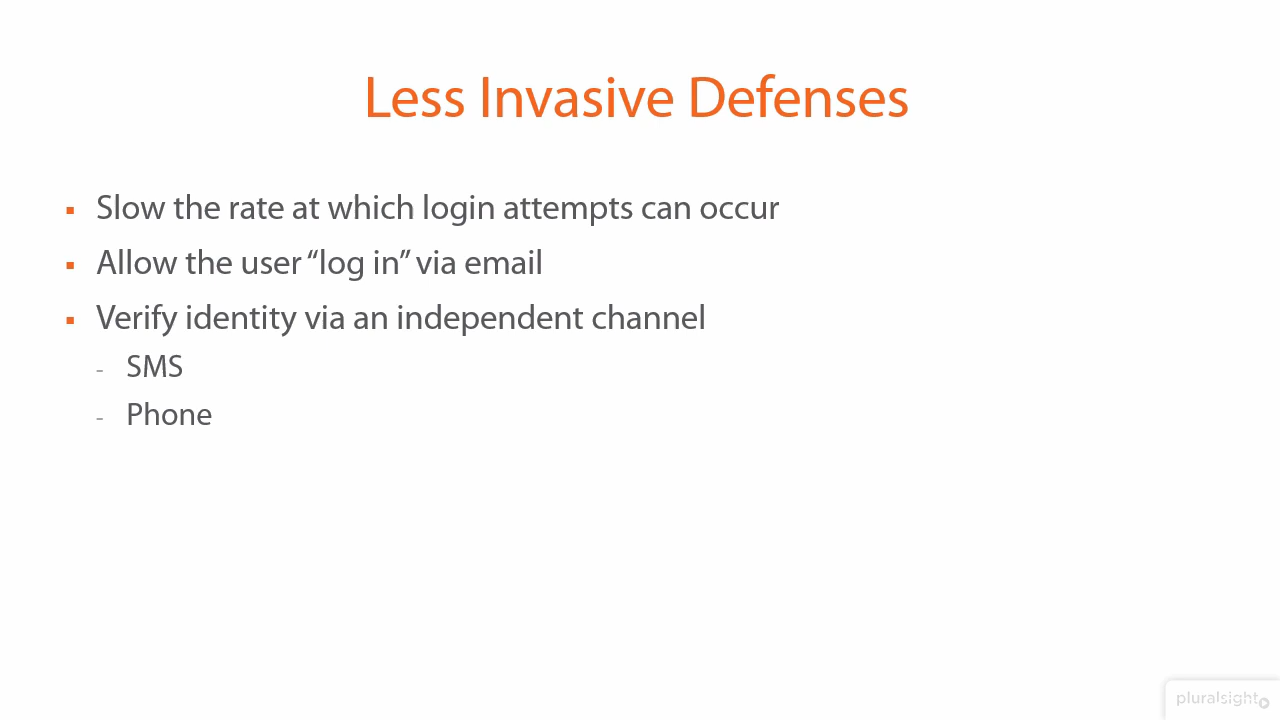 Less Invasive Defenses
▪ Slow the rate at which login attempts can occur
▪ Allow the user “log in” via email
▪ Verify identity via an independent channel
- SMS
- Phone
pluralsight